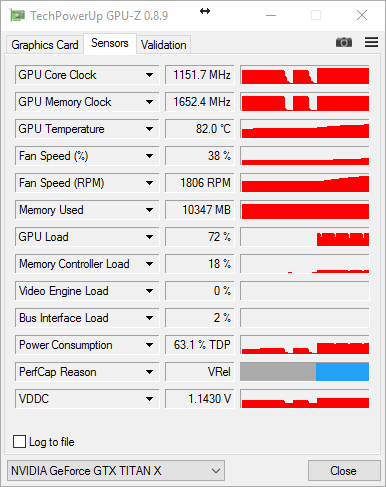 TechPowerUp GPU-Z 0.8.9
Graphics Card Sensors Validation
GPU Core Clock 1151.7 MHz
GPU Memory Clock 1652.4 MHz
GPU Temperature 82.0 °C
Fan Speed (%) 38 %
Fan Speed (RPM) 1806 RPM
Memory Used 10347 MB
GPU Load 72 %
Memory Controller Load 18 %
Video Engine Load 0 %
Bus Interface Load 2 %
Power Consumption 63.1 % TDP
PerfCap Reason VRel
VDDC 1.1430 V
Log to file
NVIDIA GeForce GTX TITAN X Close